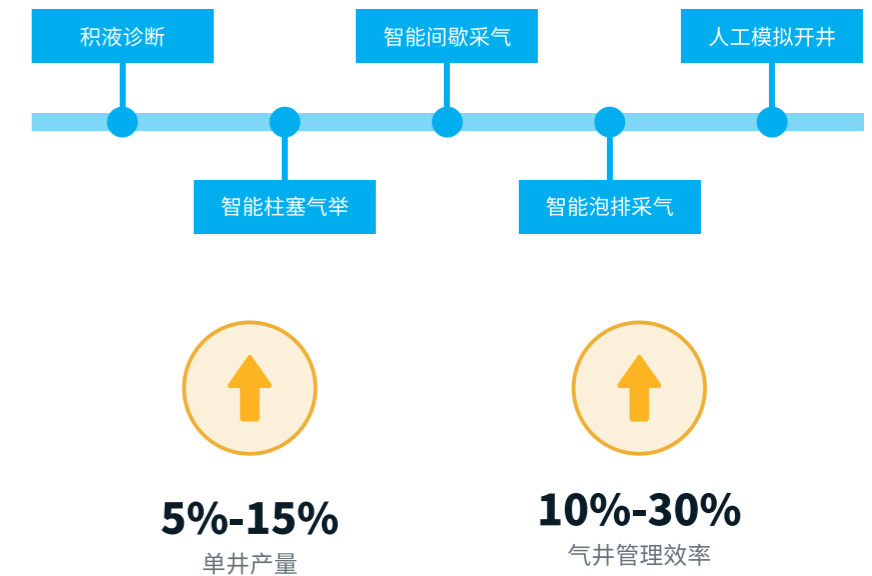 积液诊断
智能间歇采气
人工模拟开井
智能柱塞气举
智能泡排采气
5%-15%
单井产量
10%-30%
气井管理效率